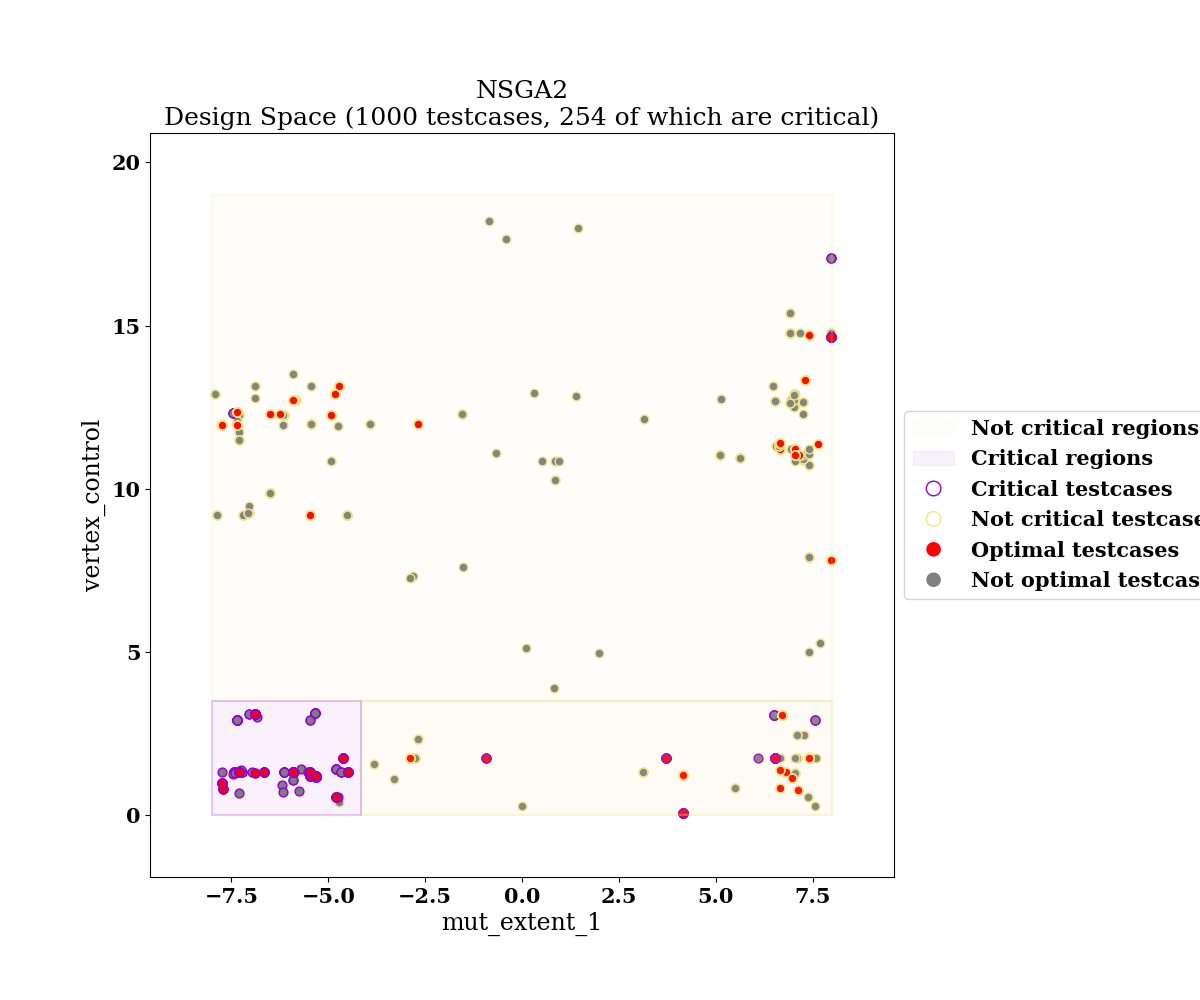 NSGA2
Design Space (1000 testcases, 254 of which are critical)
20
15
10
5
0
vertex_control
−7.5 −5.0 −2.5 0.0 2.5 5.0 7.5
mut_extent_1
Not critical regions
Critical regions
Critical testcases
Not critical testcase
Optimal testcases
Not optimal testcas